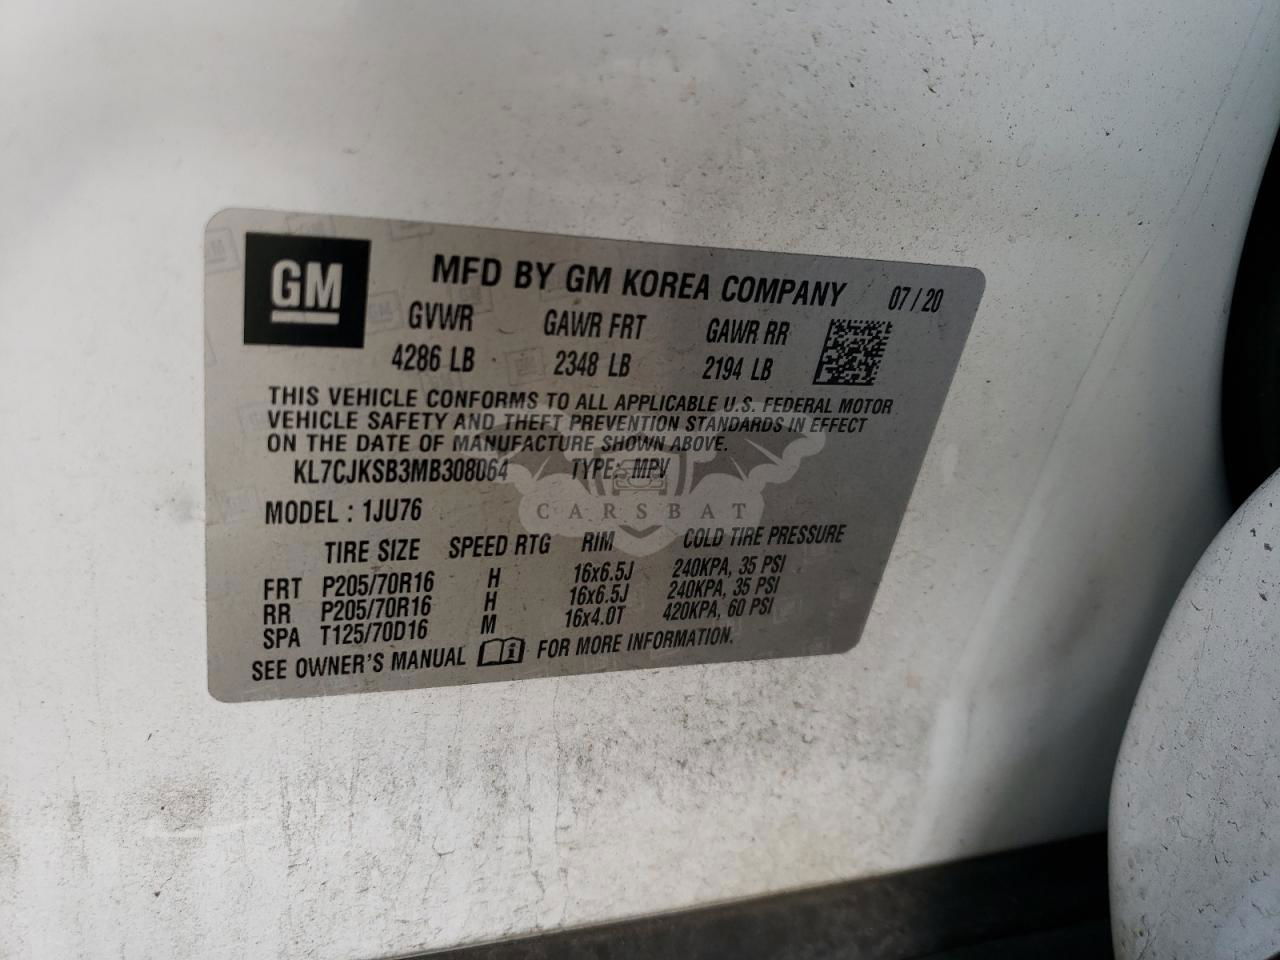 GM
MFD BY GM KOREA COMPANY 07/20
GVWR GAWR FRT GAWR RR
4286 LB 2348 LB 2194 LB
THIS VEHICLE CONFORMS TO ALL APPLICABLE U.S. FEDERAL MOTOR
VEHICLE SAFETY AND THEFT PREVENTION STANDARDS IN EFFECT
ON THE DATE OF MANUFACTURE SHOWN ABOVE.
KL7CJKSB3MB308064 TYPE: MPV
CARSBAT
MODEL : 1JU76
TIRE SIZE SPEED RTG RIM COLD TIRE PRESSURE
FRT P205/70R16 H 16x6.5J 240KPA, 35 PSI
RR P205/70R16 H 16x6.5J 240KPA, 35 PSI
SPA T125/70D16 M 16x4.0T 420KPA, 60 PSI
SEE OWNER'S MANUAL i FOR MORE INFORMATION.